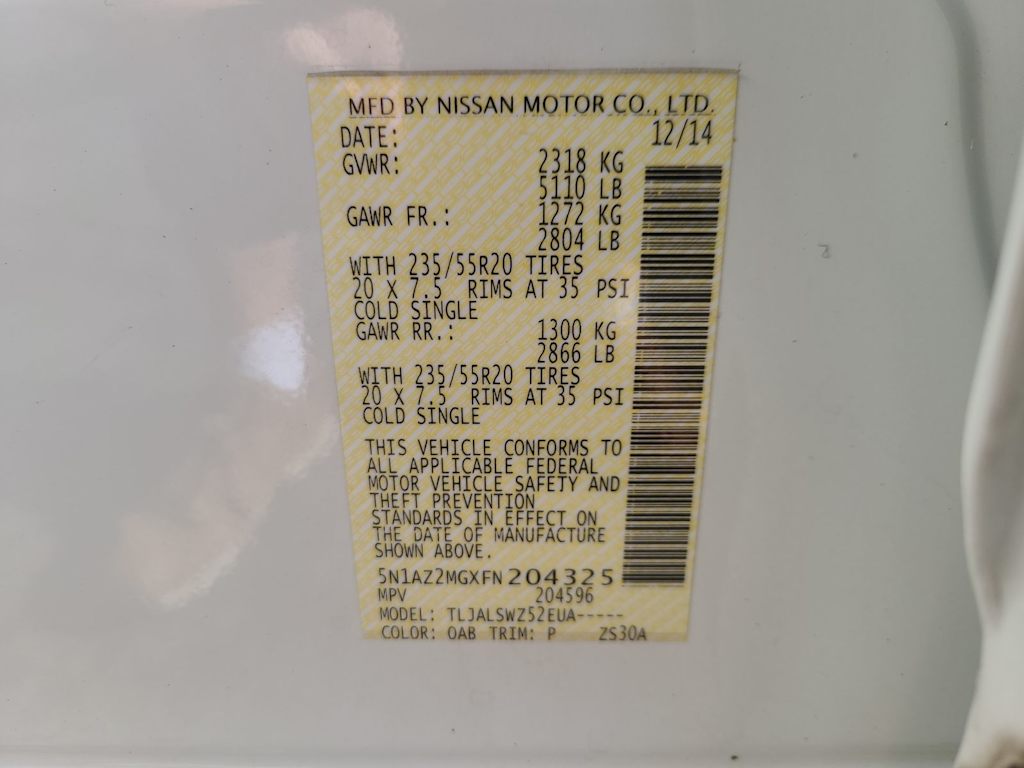 MFD BY NISSAN MOTOR CO., LTD.
DATE: 12/14
GVWR: 2318 KG
5110 LB
GAWR FR.: 1272 KG
2804 LB
WITH 235/55R20 TIRES
20 X 7.5 RIMS AT 35 PSI
COLD SINGLE
GAWR RR.: 1300 KG
2866 LB
WITH 235/55R20 TIRES
20 X 7.5 RIMS AT 35 PSI
COLD SINGLE
THIS VEHICLE CONFORMS TO
ALL APPLICABLE FEDERAL
MOTOR VEHICLE SAFETY AND
THEFT PREVENTION
STANDARDS IN EFFECT ON
THE DATE OF MANUFACTURE
SHOWN ABOVE.
5N1AZ2MGXFN204325
MPV 204596
MODEL: TLJALSWZ52EUA-----
COLOR: QAB TRIM: P ZS30A